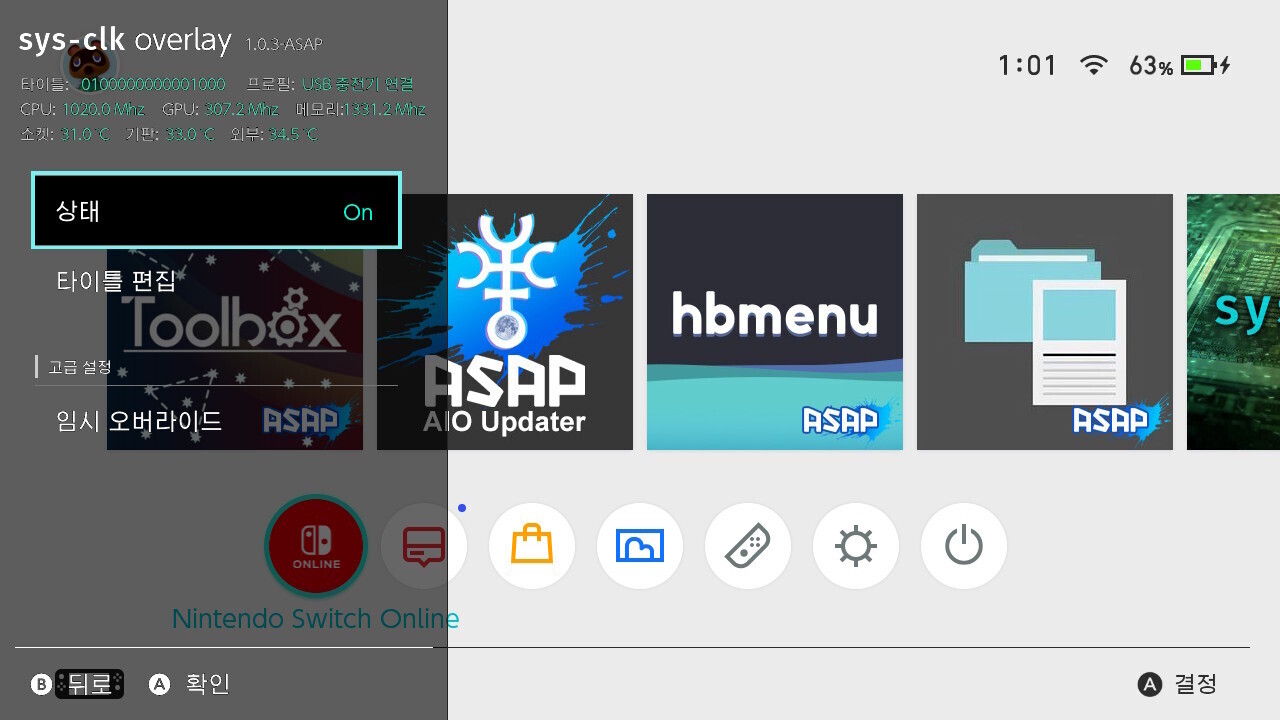 sys-clk overlay 1.0.3-ASAP
타이틀: 0100000000001000 프로필: USB 충전기 연결
CPU: 1020.0 Mhz GPU: 307.2 Mhz 메모리:1331.2 Mhz
소켓: 31.0 °C 기판: 33.0 °C 외부: 34.5 °C
1:01 63%
상태 On
타이틀 편집
고급 설정
임시 오버라이드
Toolbox
ASAP
ASAP
AIO Updater
hbmenu
ASAP
ASAP
sy
ONLINE
Nintendo Switch Online
B 뒤로 A 확인
A 결정